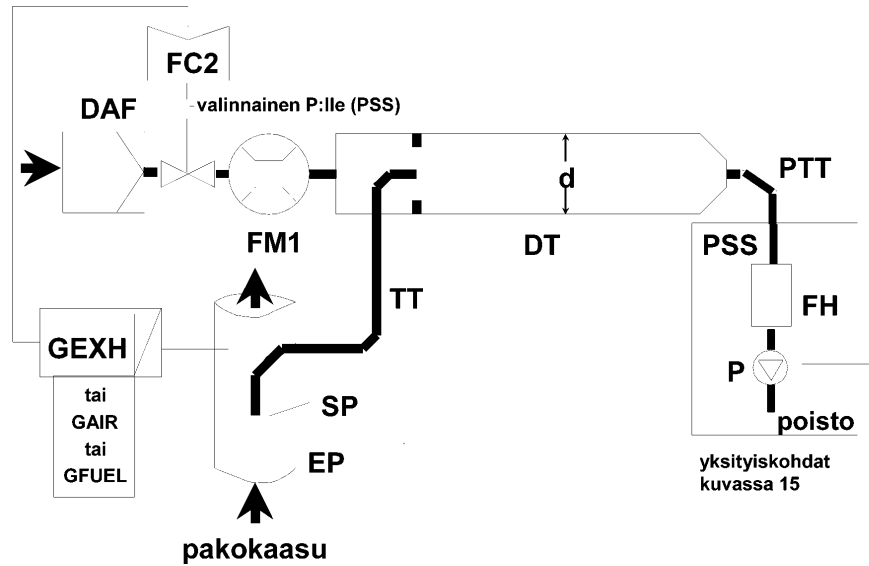 FC2
valinnainen P:lle (PSS)
DAF
d
PTT
FM1
DT
PSS
TT
FH
GEXH
P
tai
GAIR
tai
GFUEL
SP
poisto
EP
yksityiskohdat
kuvassa 15
pakokaasu